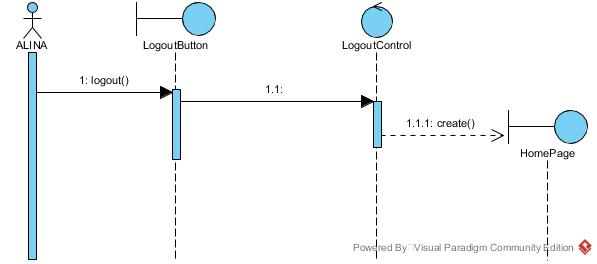 ALINA
LogoutButton
LogoutControl
1: logout()
1.1:
1.1.1: create()
HomePage
Powered By Visual Paradigm Community Edition